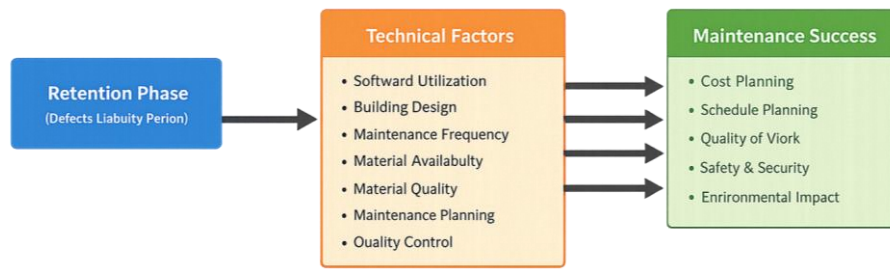 Retention Phase
(Defects Liabuity Perion)
Technical Factors
• Softward Utilization
• Building Design
• Maintenance Frequency
• Material Availabulty
• Material Quality
• Maintenance Planning
• Ouality Control
Maintenance Success
• Cost Planning
• Schedule Planning
• Quality of Viork
• Safety & Security
• Enrironmental Impact